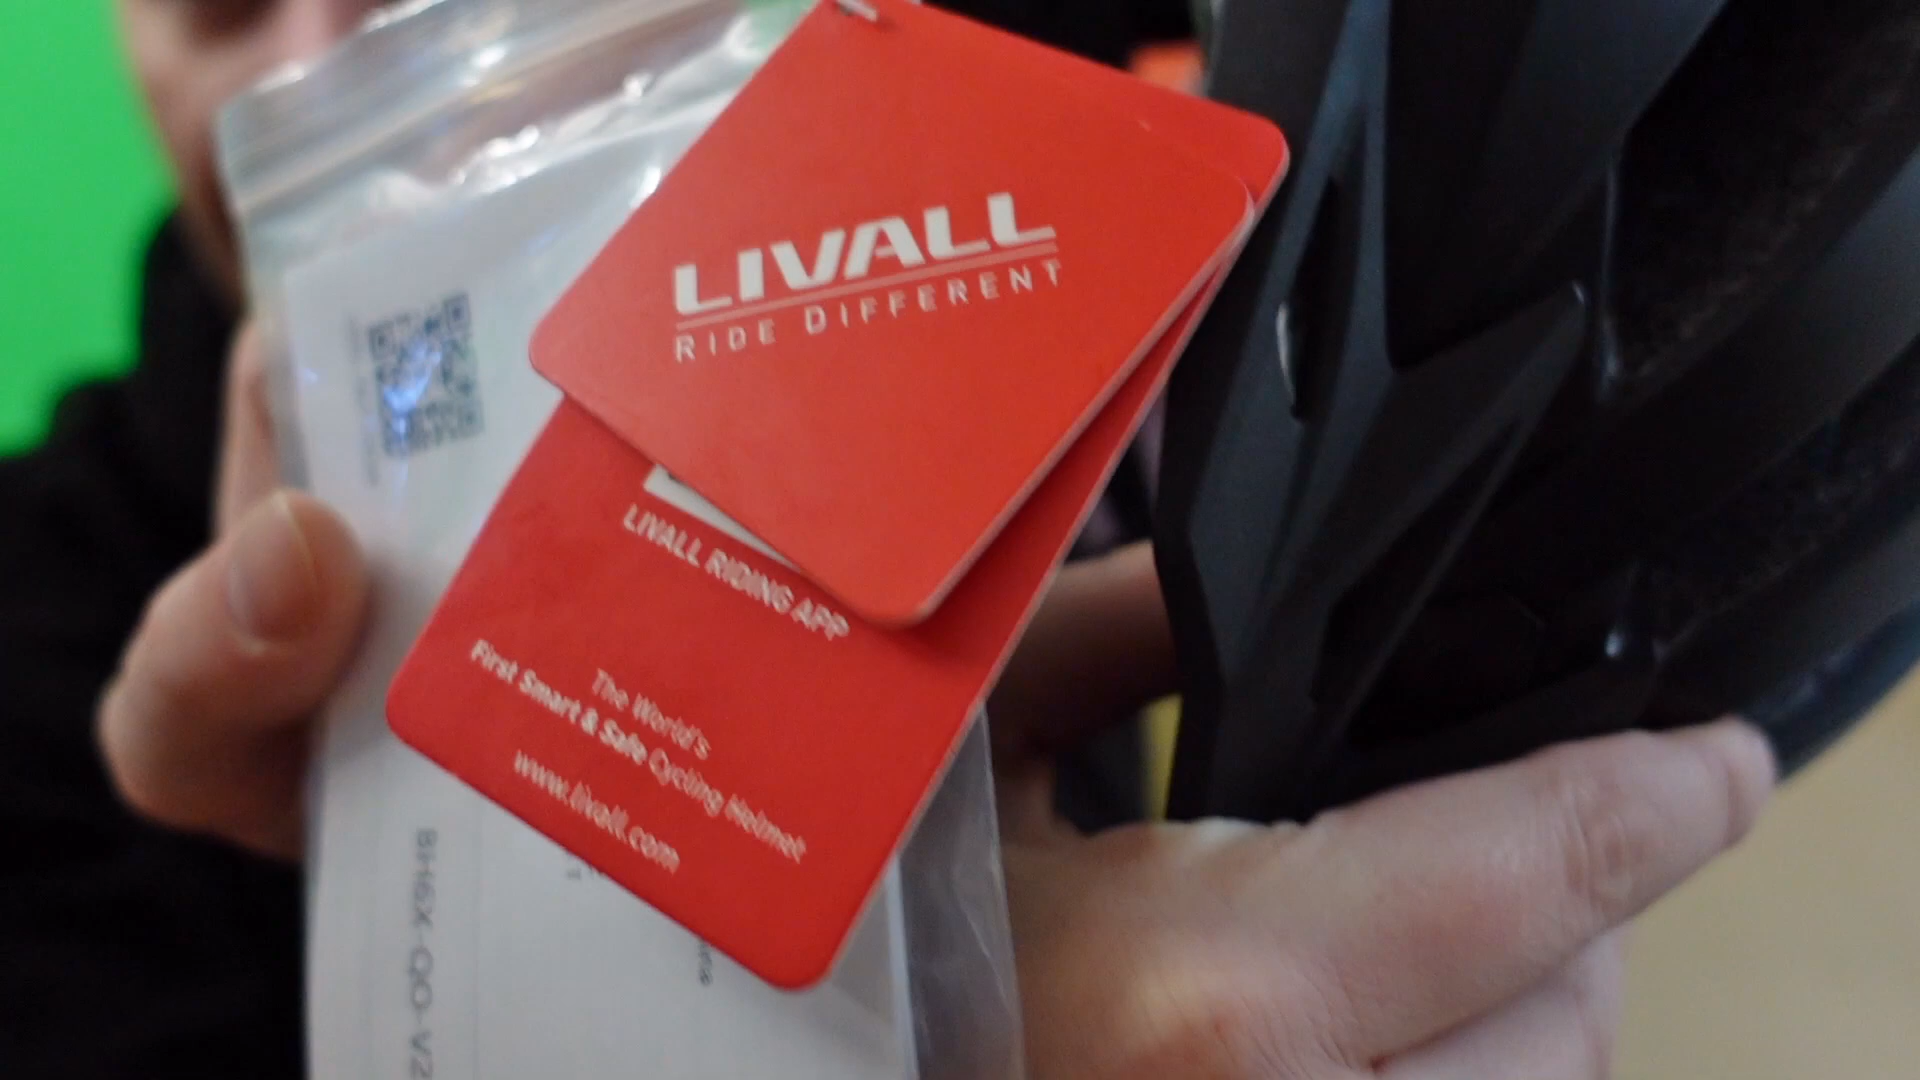 LIVALL
RIDE DIFFERENT
LIVALL RIDING APP
The World's
First Smart & Safe Cycling Helmet
www.livall.com